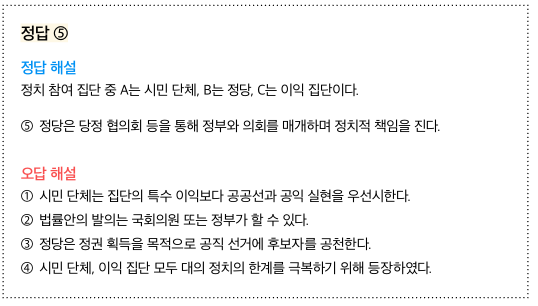 정답 ⑤
정답 해설
정치 참여 집단 중 A는 시민 단체, B는 정당, C는 이익 집단이다.
⑤ 정당은 당정 협의회 등을 통해 정부와 의회를 매개하며 정치적 책임을 진다.
오답 해설
① 시민 단체는 집단의 특수 이익보다 공공선과 공익 실현을 우선시한다.
② 법률안의 발의는 국회의원 또는 정부가 할 수 있다.
③ 정당은 정권 획득을 목적으로 공직 선거에 후보자를 공천한다.
④ 시민 단체, 이익 집단 모두 대의 정치의 한계를 극복하기 위해 등장하였다.